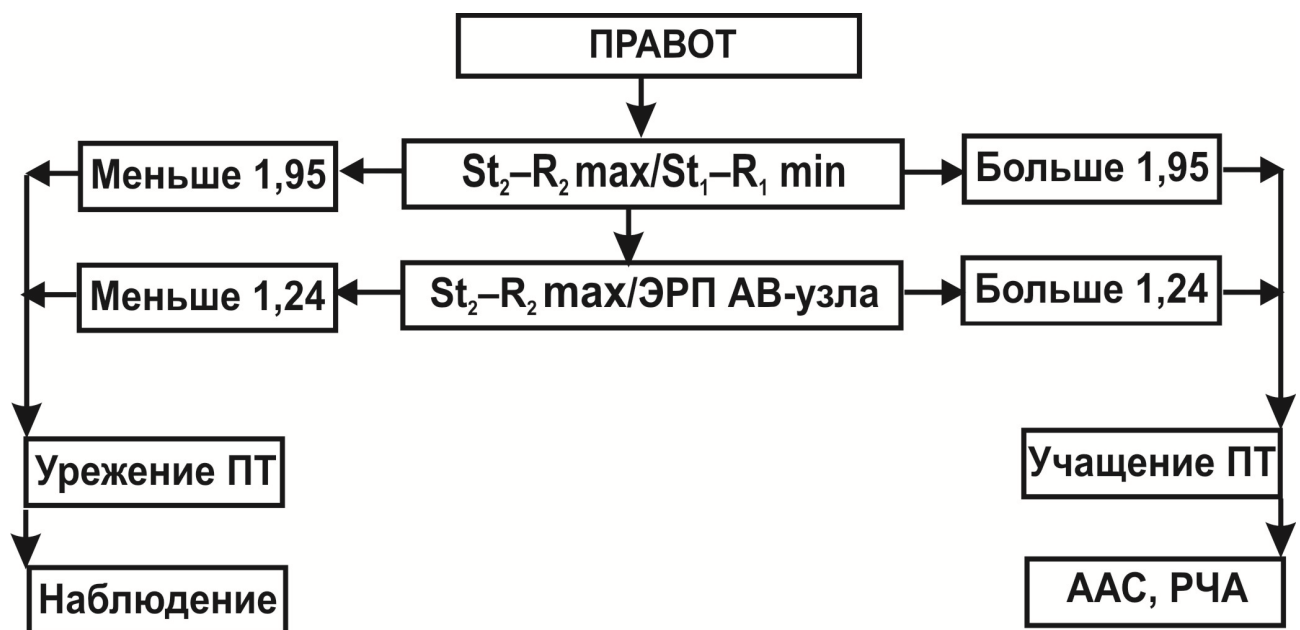 ПРАВОТ
Меньше 1,95
St₂–R₂ max/St₁–R₁ min
Больше 1,95
Меньше 1,24
St₂–R₂ max/ЭРП АВ-узла
Больше 1,24
Урежение ПТ
Учащение ПТ
Наблюдение
ААС, РЧА